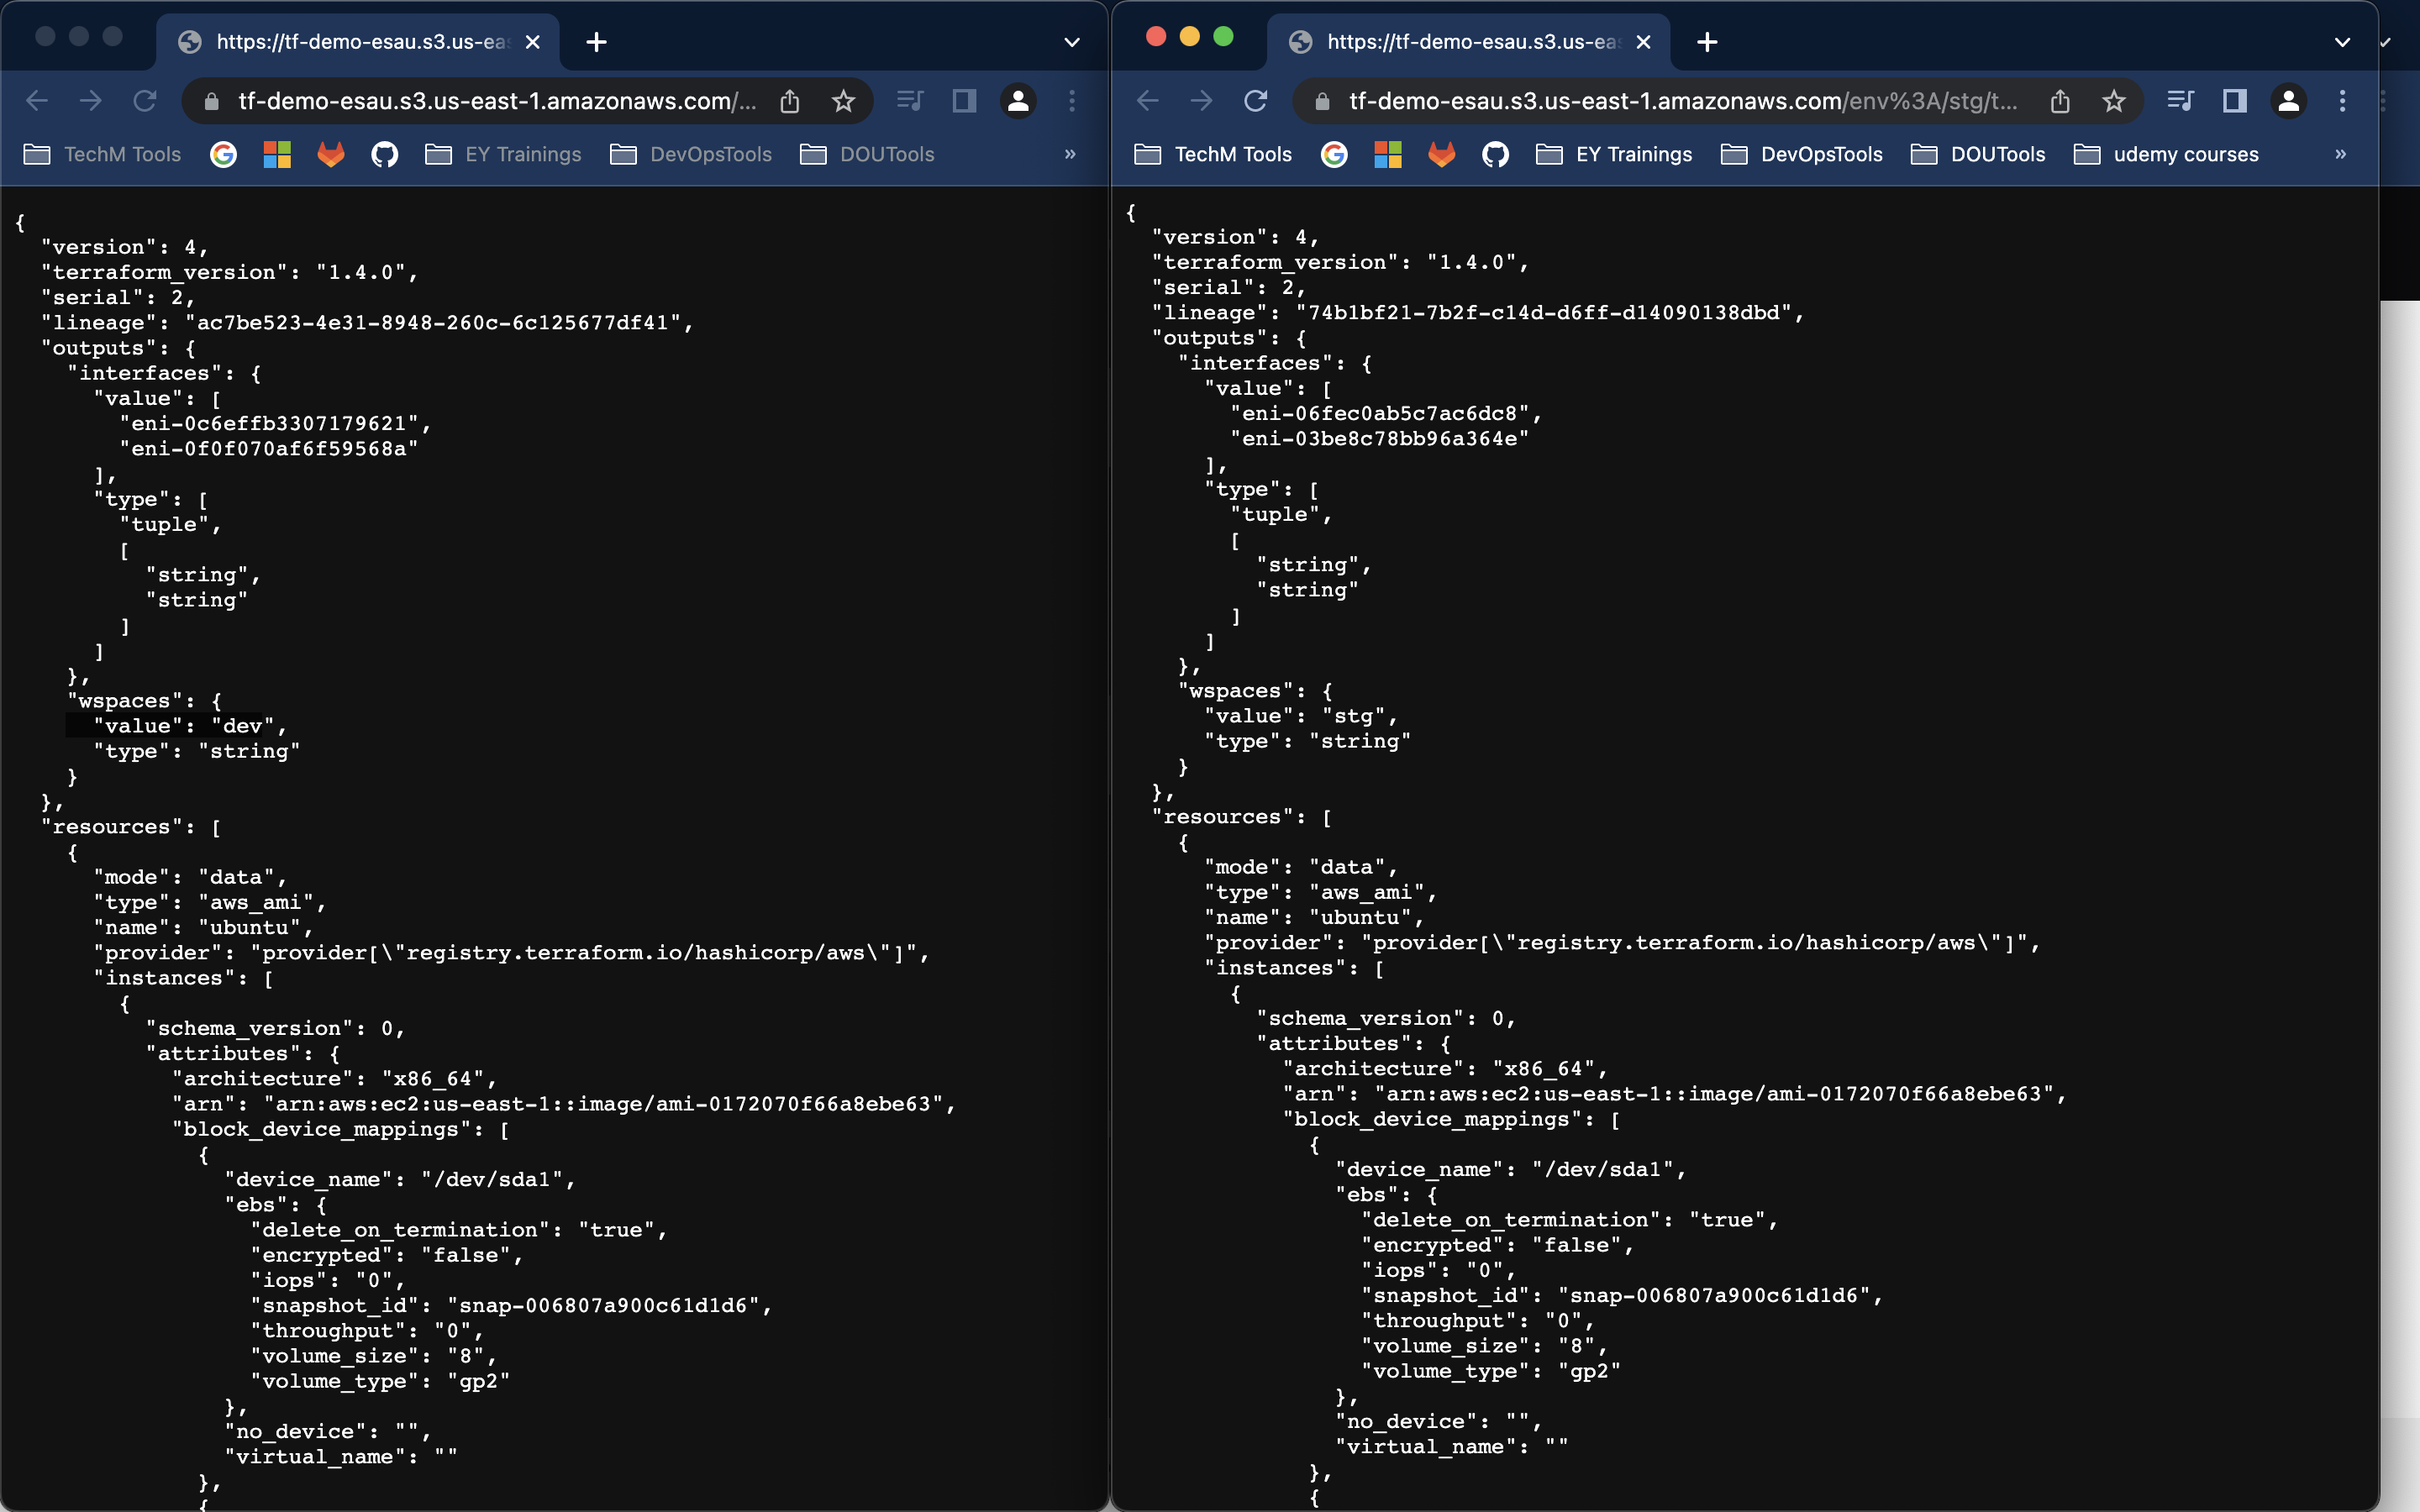 https://tf-demo-esau.s3.us-eas
tf-demo-esau.s3.us-east-1.amazonaws.com/...
TechM Tools EY Trainings DevOpsTools DOUTools »
{
"version": 4,
"terraform_version": "1.4.0",
"serial": 2,
"lineage": "ac7be523-4e31-8948-260c-6c125677df41",
"outputs": {
"interfaces": {
"value": [
"eni-0c6effb3307179621",
"eni-0f0f070af6f59568a"
],
"type": [
"tuple",
[
"string",
"string"
]
]
},
"wspaces": {
"value": "dev",
"type": "string"
}
},
"resources": [
{
"mode": "data",
"type": "aws_ami",
"name": "ubuntu",
"provider": "provider[\"registry.terraform.io/hashicorp/aws\"]",
"instances": [
{
"schema_version": 0,
"attributes": {
"architecture": "x86_64",
"arn": "arn:aws:ec2:us-east-1::image/ami-0172070f66a8ebe63",
"block_device_mappings": [
{
"device_name": "/dev/sda1",
"ebs": {
"delete_on_termination": "true",
"encrypted": "false",
"iops": "0",
"snapshot_id": "snap-006807a900c61d1d6",
"throughput": "0",
"volume_size": "8",
"volume_type": "gp2"
},
"no_device": "",
"virtual_name": ""
},
{
https://tf-demo-esau.s3.us-eas
tf-demo-esau.s3.us-east-1.amazonaws.com/env%3A/stg/t...
TechM Tools EY Trainings DevOpsTools DOUTools udemy courses »
{
"version": 4,
"terraform_version": "1.4.0",
"serial": 2,
"lineage": "74b1bf21-7b2f-c14d-d6ff-d14090138dbd",
"outputs": {
"interfaces": {
"value": [
"eni-06fec0ab5c7ac6dc8",
"eni-03be8c78bb96a364e"
],
"type": [
"tuple",
[
"string",
"string"
]
]
},
"wspaces": {
"value": "stg",
"type": "string"
}
},
"resources": [
{
"mode": "data",
"type": "aws_ami",
"name": "ubuntu",
"provider": "provider[\"registry.terraform.io/hashicorp/aws\"]",
"instances": [
{
"schema_version": 0,
"attributes": {
"architecture": "x86_64",
"arn": "arn:aws:ec2:us-east-1::image/ami-0172070f66a8ebe63",
"block_device_mappings": [
{
"device_name": "/dev/sda1",
"ebs": {
"delete_on_termination": "true",
"encrypted": "false",
"iops": "0",
"snapshot_id": "snap-006807a900c61d1d6",
"throughput": "0",
"volume_size": "8",
"volume_type": "gp2"
},
"no_device": "",
"virtual_name": ""
},
{